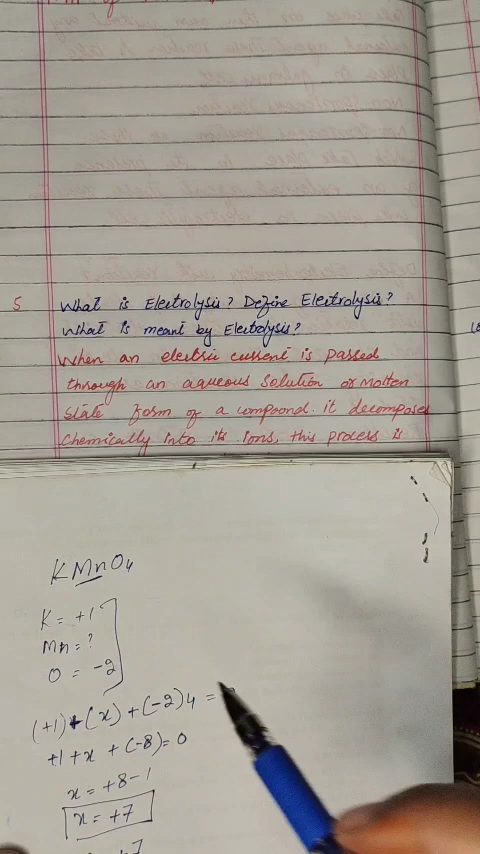 5 What is Electrolysis? Define Electrolysis?
What is meant by Electrolysis?
When an electric current is passed
through an aqueous solution or Molten
State form of a compound. it decomposes
chemically into its ions, this process is
KMnO4
K = +1
Mn = ?
O = -2
(+1) + (x) + (-2)4 =
+1 + x + (-8) = 0
x = +8-1
x = +7